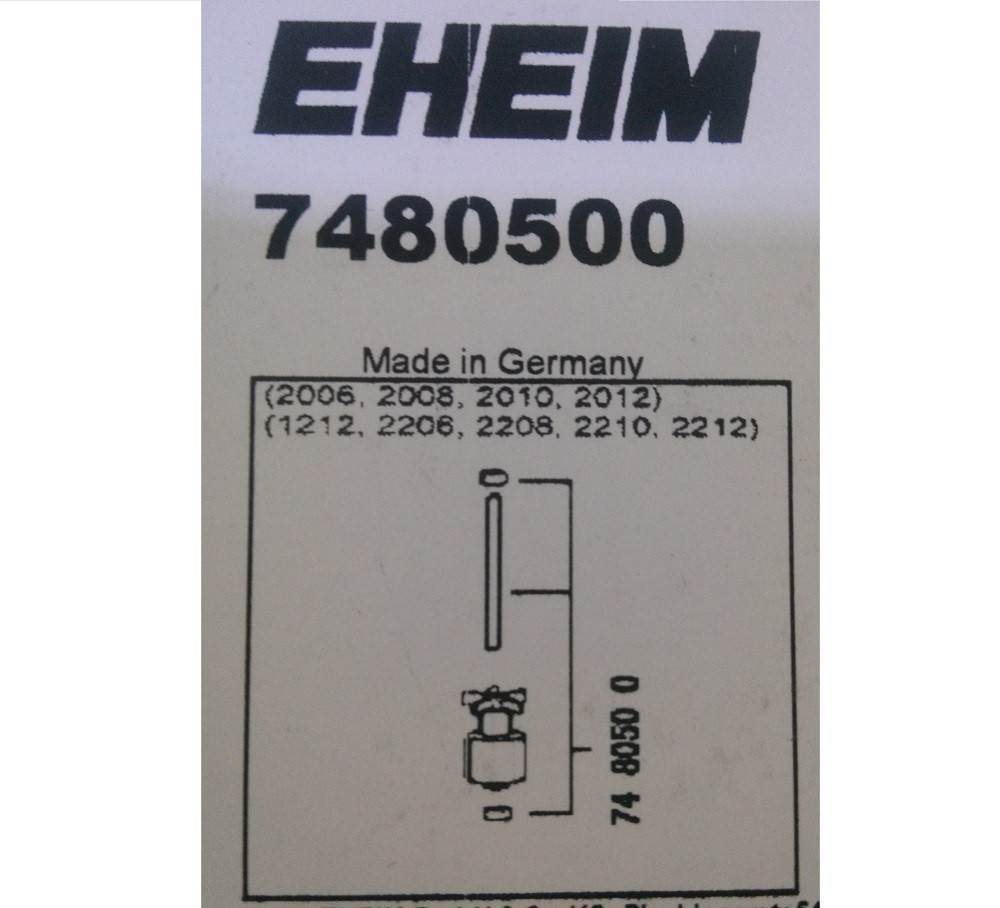 EHEIM
7480500
Made in Germany
(2006, 2008, 2010, 2012)
(1212, 2206, 2208, 2210, 2212)
74 8050 0